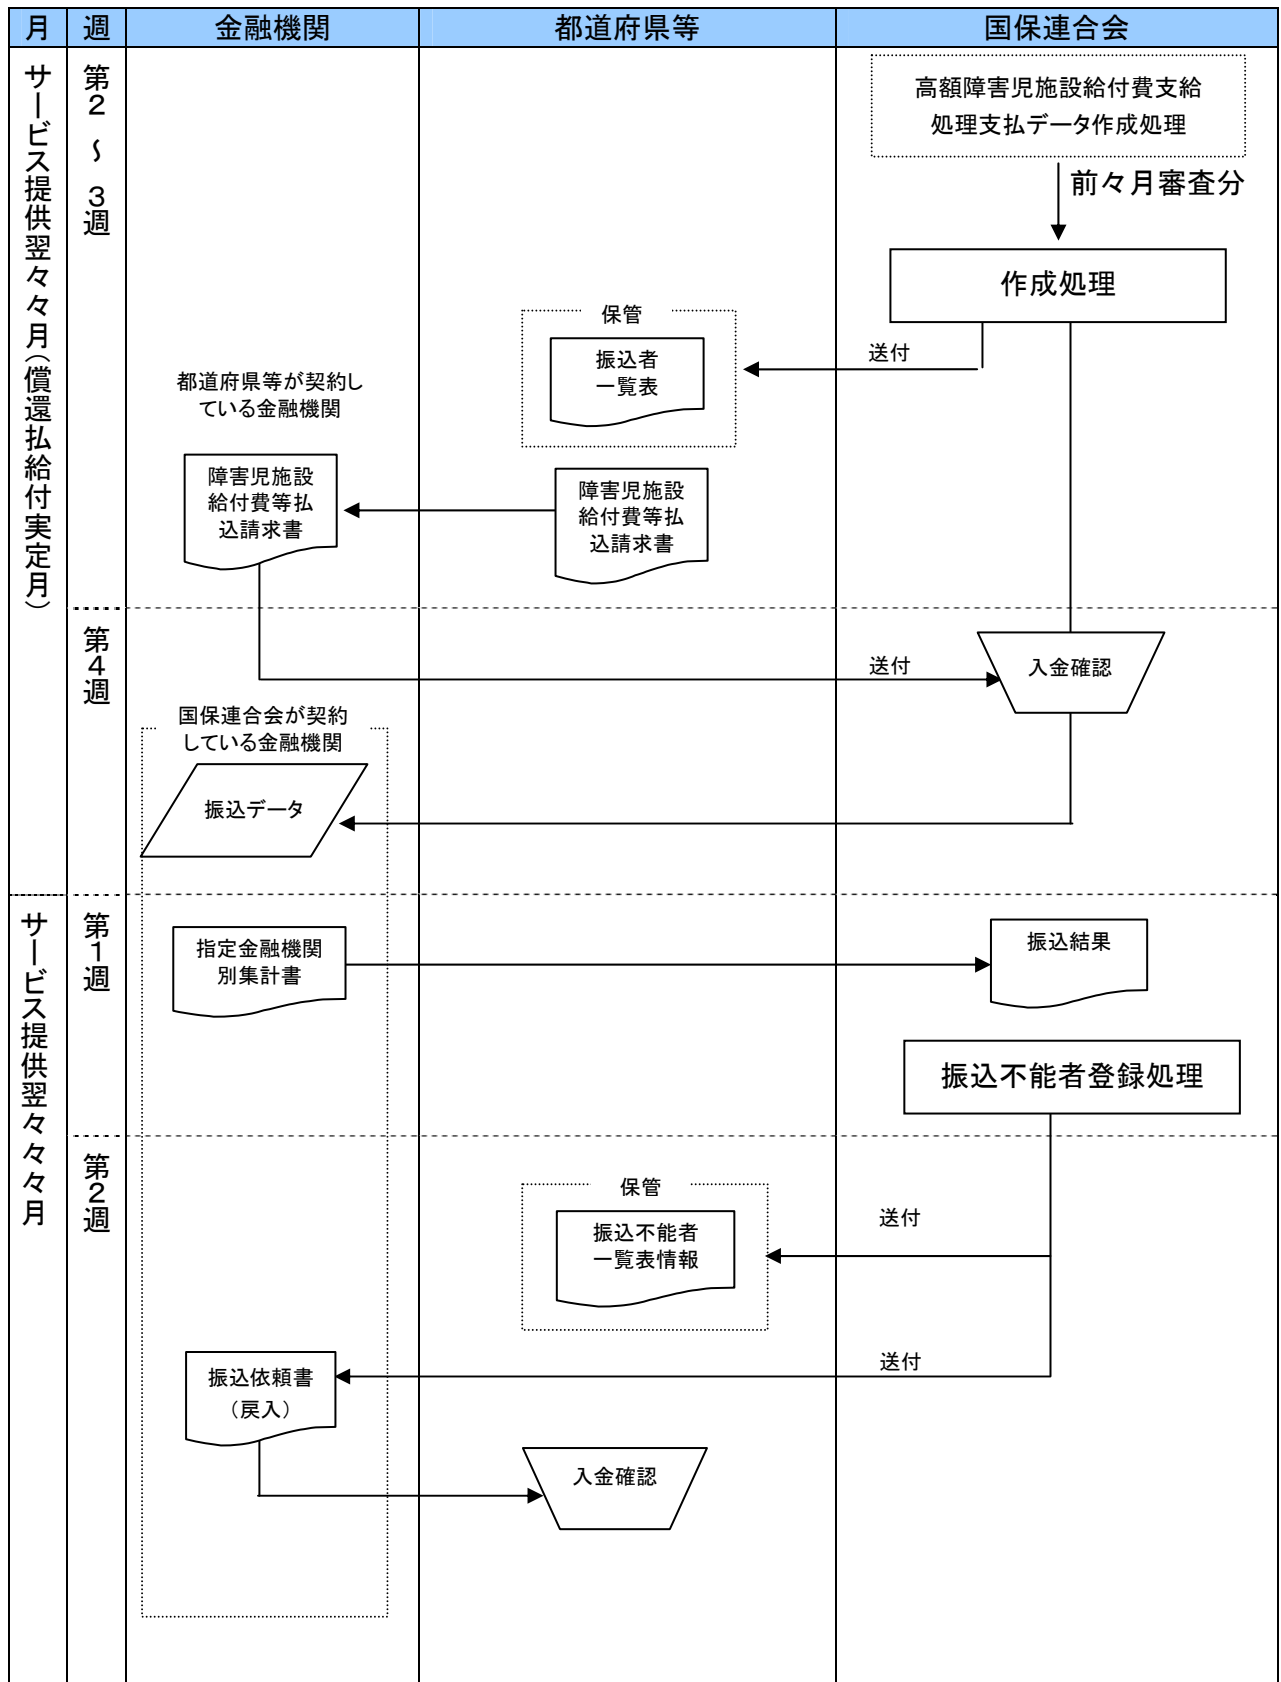 月
週
金融機関
都道府県等
国保連合会
サービス提供翌々々月（償還払給付実定月）
第２～３週
高額障害児施設給付費支給
処理支払データ作成処理
前々月審査分
作成処理
保管
振込者
一覧表
送付
都道府県等が契約し
ている金融機関
障害児施設
給付費等払
込請求書
障害児施設
給付費等払
込請求書
第４週
送付
入金確認
国保連合会が契約
している金融機関
振込データ
サービス提供翌々々々月
第１週
指定金融機関
別集計書
振込結果
振込不能者登録処理
第２週
保管
振込不能者
一覧表情報
送付
振込依頼書
（戻入）
送付
入金確認